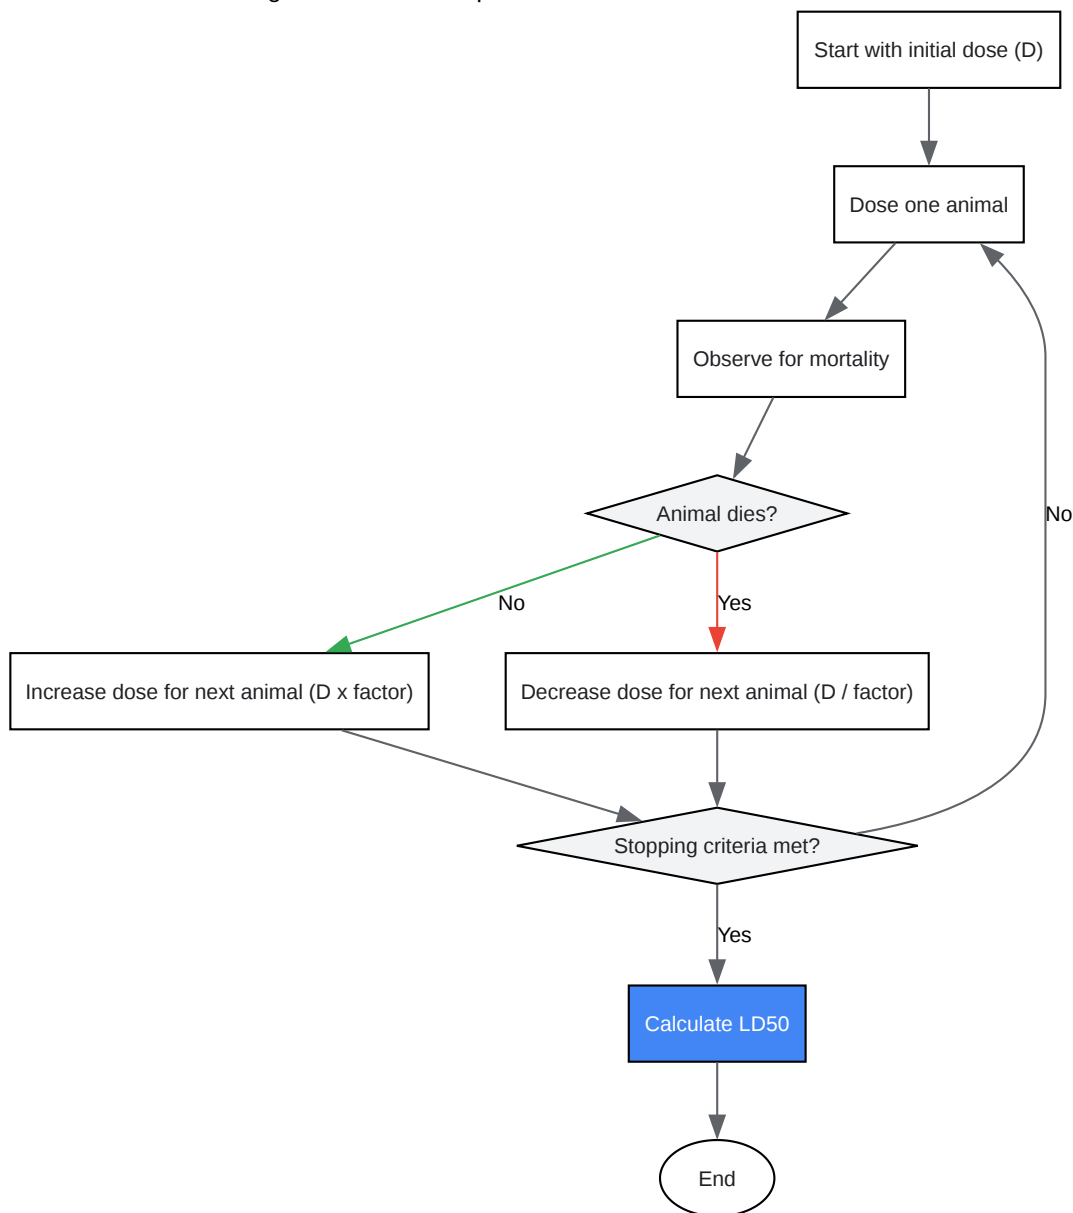 Start with initial dose (D)
Dose one animal
Observe for mortality
Animal dies?
No
No
Yes
Increase dose for next animal (D x factor)
Decrease dose for next animal (D / factor)
Stopping criteria met?
Yes
Calculate LD50
End